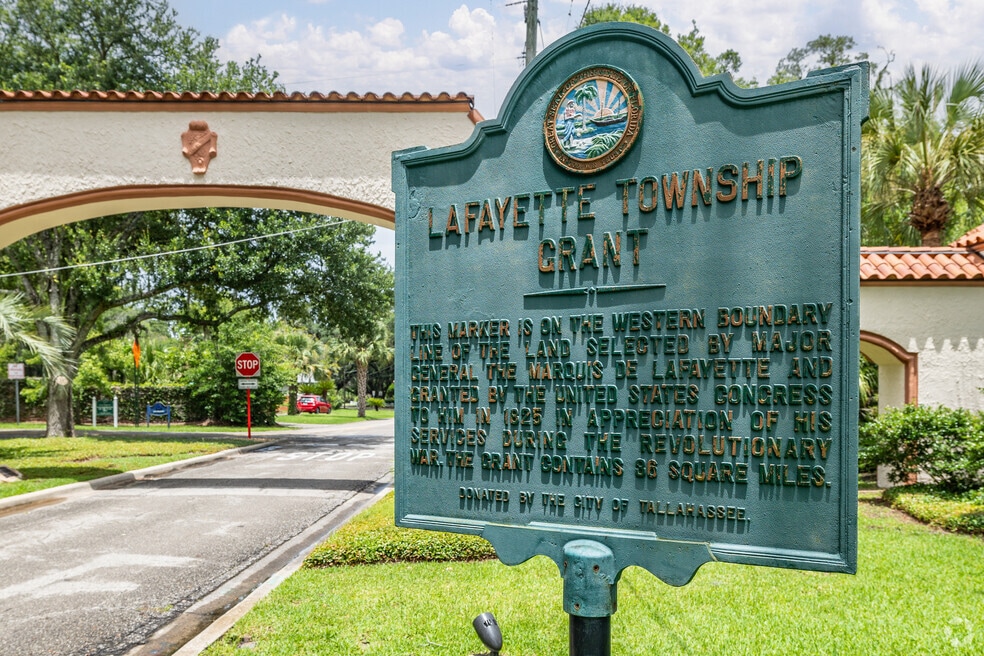 LAFAYETTE TOWNSHIP
GRANT
THIS MARKER IS ON THE WESTERN BOUNDARY
LINE OF THE LAND SELECTED BY MAJOR
GENERAL THE MARQUIS DE LAFAYETTE AND
GRANTED BY THE UNITED STATES CONGRESS
TO HIM IN 1825 IN APPRECIATION OF HIS
SERVICES DURING THE REVOLUTIONARY
WAR. THE GRANT CONTAINS 36 SQUARE MILES.
DONATED BY THE CITY OF TALLAHASSEE.
STOP